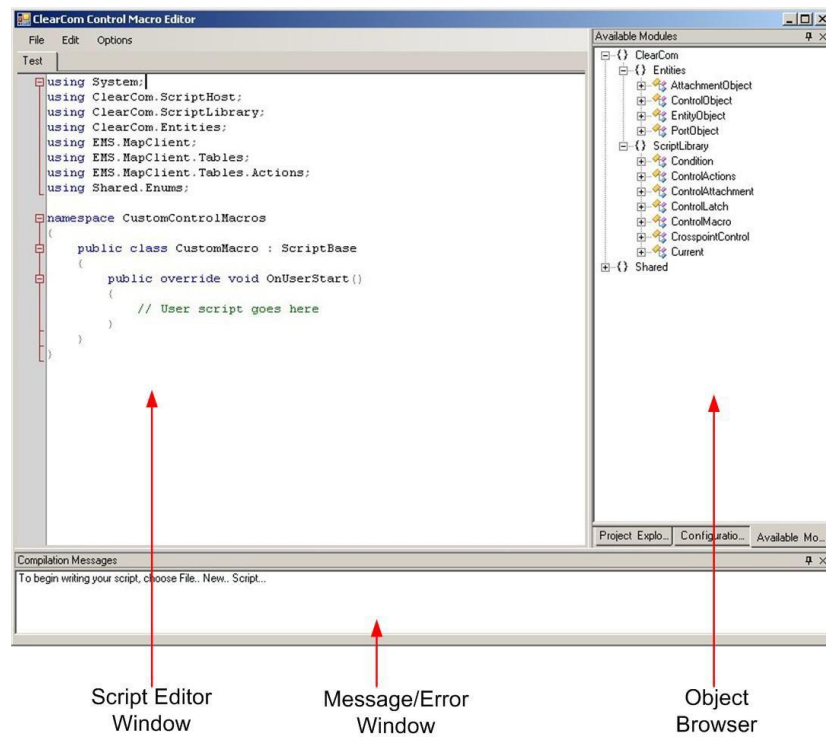 ClearCom Control Macro Editor
File Edit Options
Test
using System;
using ClearCom.ScriptHost;
using ClearCom.ScriptLibrary;
using ClearCom.Entities;
using EMS.MapClient;
using EMS.MapClient.Tables;
using EMS.MapClient.Tables.Actions;
using Shared.Enums;
namespace CustomControlMacros
{
public class CustomMacro : ScriptBase
{
public override void OnUserStart()
{
// User script goes here
}
}
}
Available Modules
{} ClearCom
{} Entities
AttachmentObject
ControlObject
EntityObject
PortObject
{} ScriptLibrary
Condition
ControlActions
ControlAttachment
ControlLatch
ControlMacro
CrosspointControl
Current
{} Shared
Project Explo... Configuratio... Available Mo...
Compilation Messages
To begin writing your script, choose File.. New.. Script...
Script Editor
Window
Message/Error
Window
Object
Browser